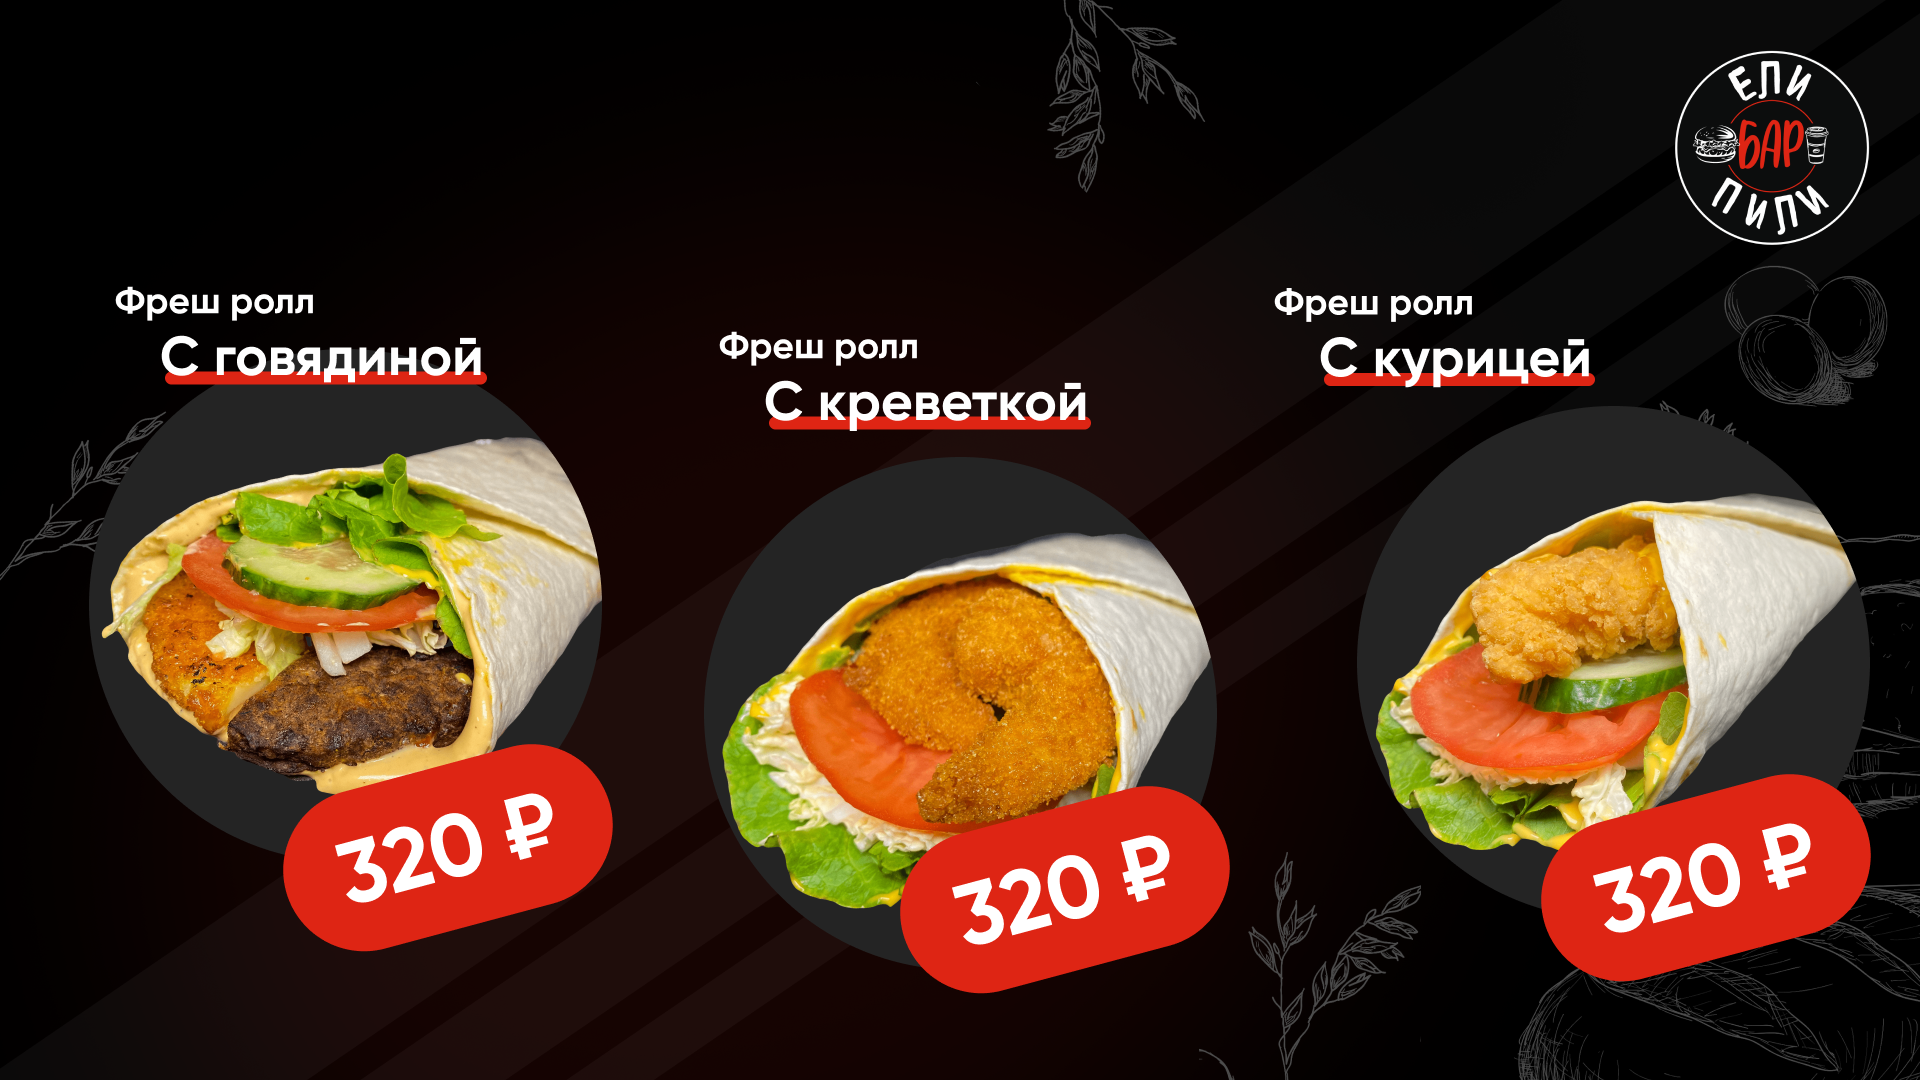 ЕЛИ
БАР
ПИЛИ
Фреш ролл
С говядиной
320 ₽
Фреш ролл
С креветкой
320 ₽
Фреш ролл
С курицей
320 ₽